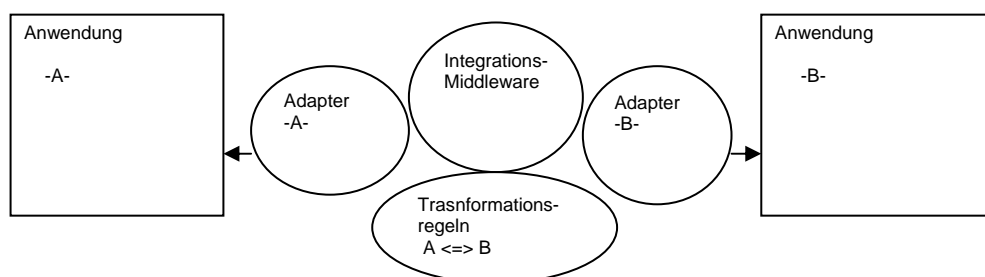 Anwendung
-A-
Adapter
-A-
Integrations-
Middleware
Adapter
-B-
Anwendung
-B-
Trasnformations-
regeln
A <=> B